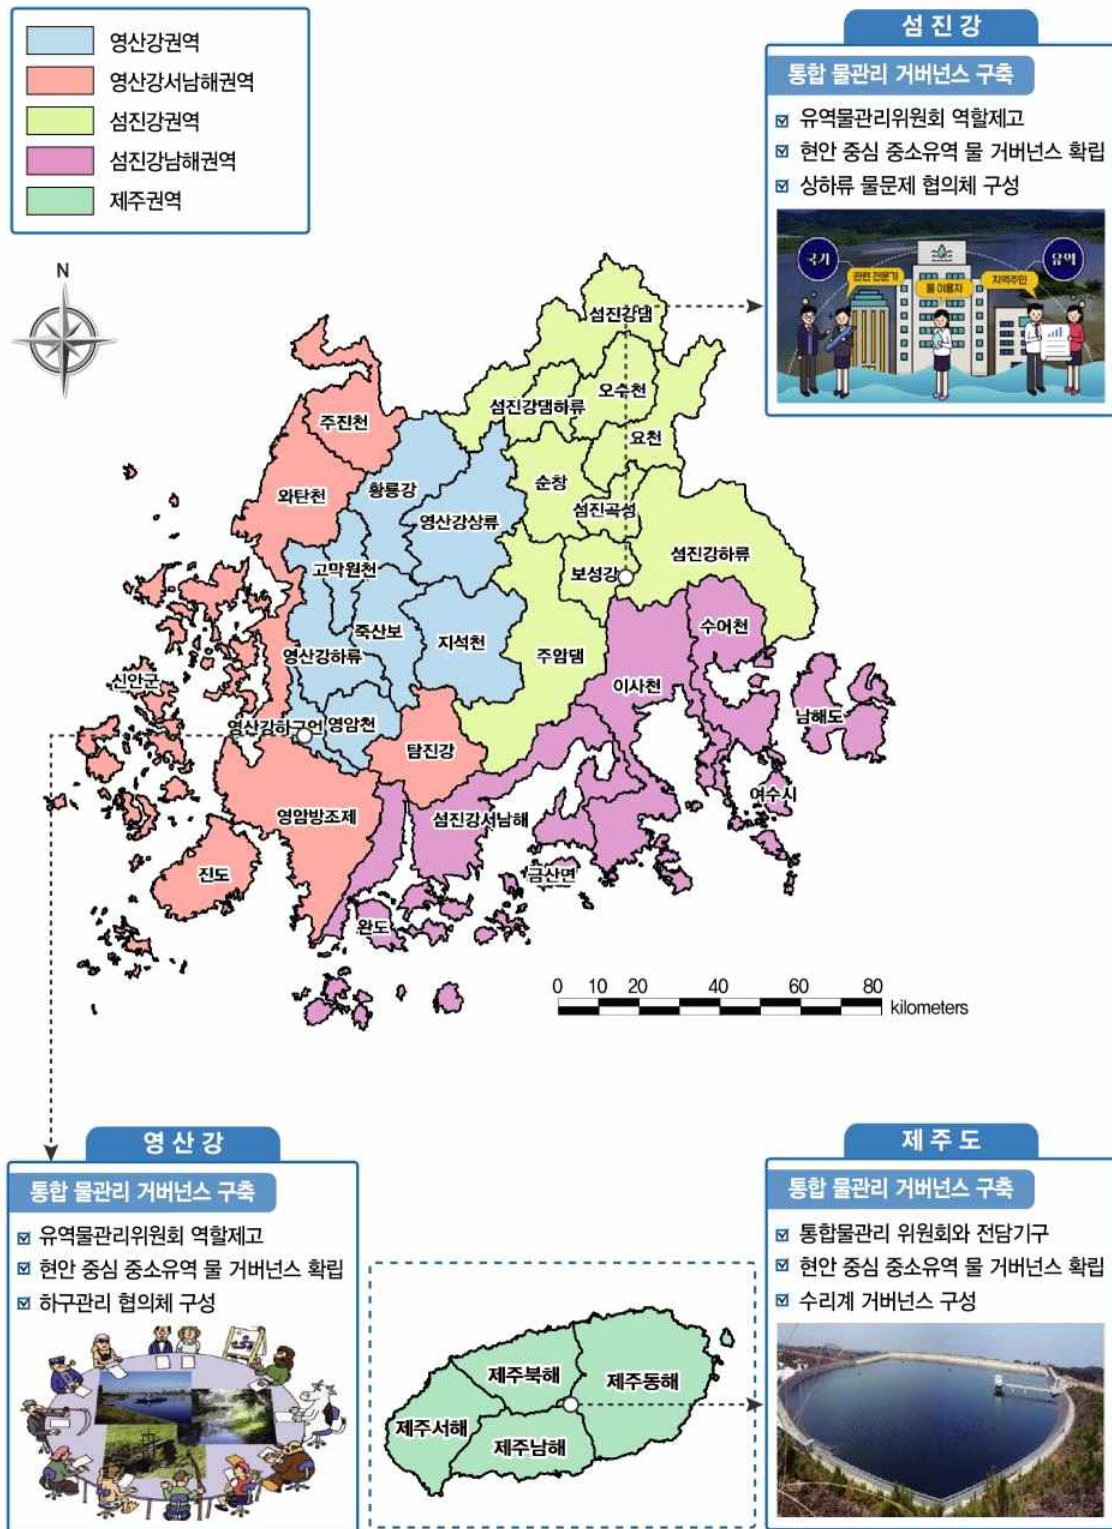 영산강권역
영산강서남해권역
섬진강권역
섬진강남해권역
제주권역
섬 진 강
통합 물관리 거버넌스 구축
유역물관리위원회 역할제고
현안 중심 중소유역 물 거버넌스 확립
상하류 물문제 협의체 구성
국가
유역
관련 전문가
물 이용자
지역주민
N
섬진강댐
오수천
섬진강댐하류
주진천
요천
황룡강
순창
와탄천
영산강상류
섬진곡성
섬진강하류
고막원천
보성강
죽산보
지석천
수어천
영산강하류
주암댐
이사천
신안군
남해도
영산강하구언
영암천
탐진강
여수시
영암방조제
섬진강서남해
진도
금산면
완도
0 10 20 40 60 80
kilometers
영 산 강
통합 물관리 거버넌스 구축
유역물관리위원회 역할제고
현안 중심 중소유역 물 거버넌스 확립
하구관리 협의체 구성
제 주 도
통합 물관리 거버넌스 구축
통합물관리 위원회와 전담기구
현안 중심 중소유역 물 거버넌스 확립
수리계 거버넌스 구성
제주북해
제주동해
제주서해
제주남해